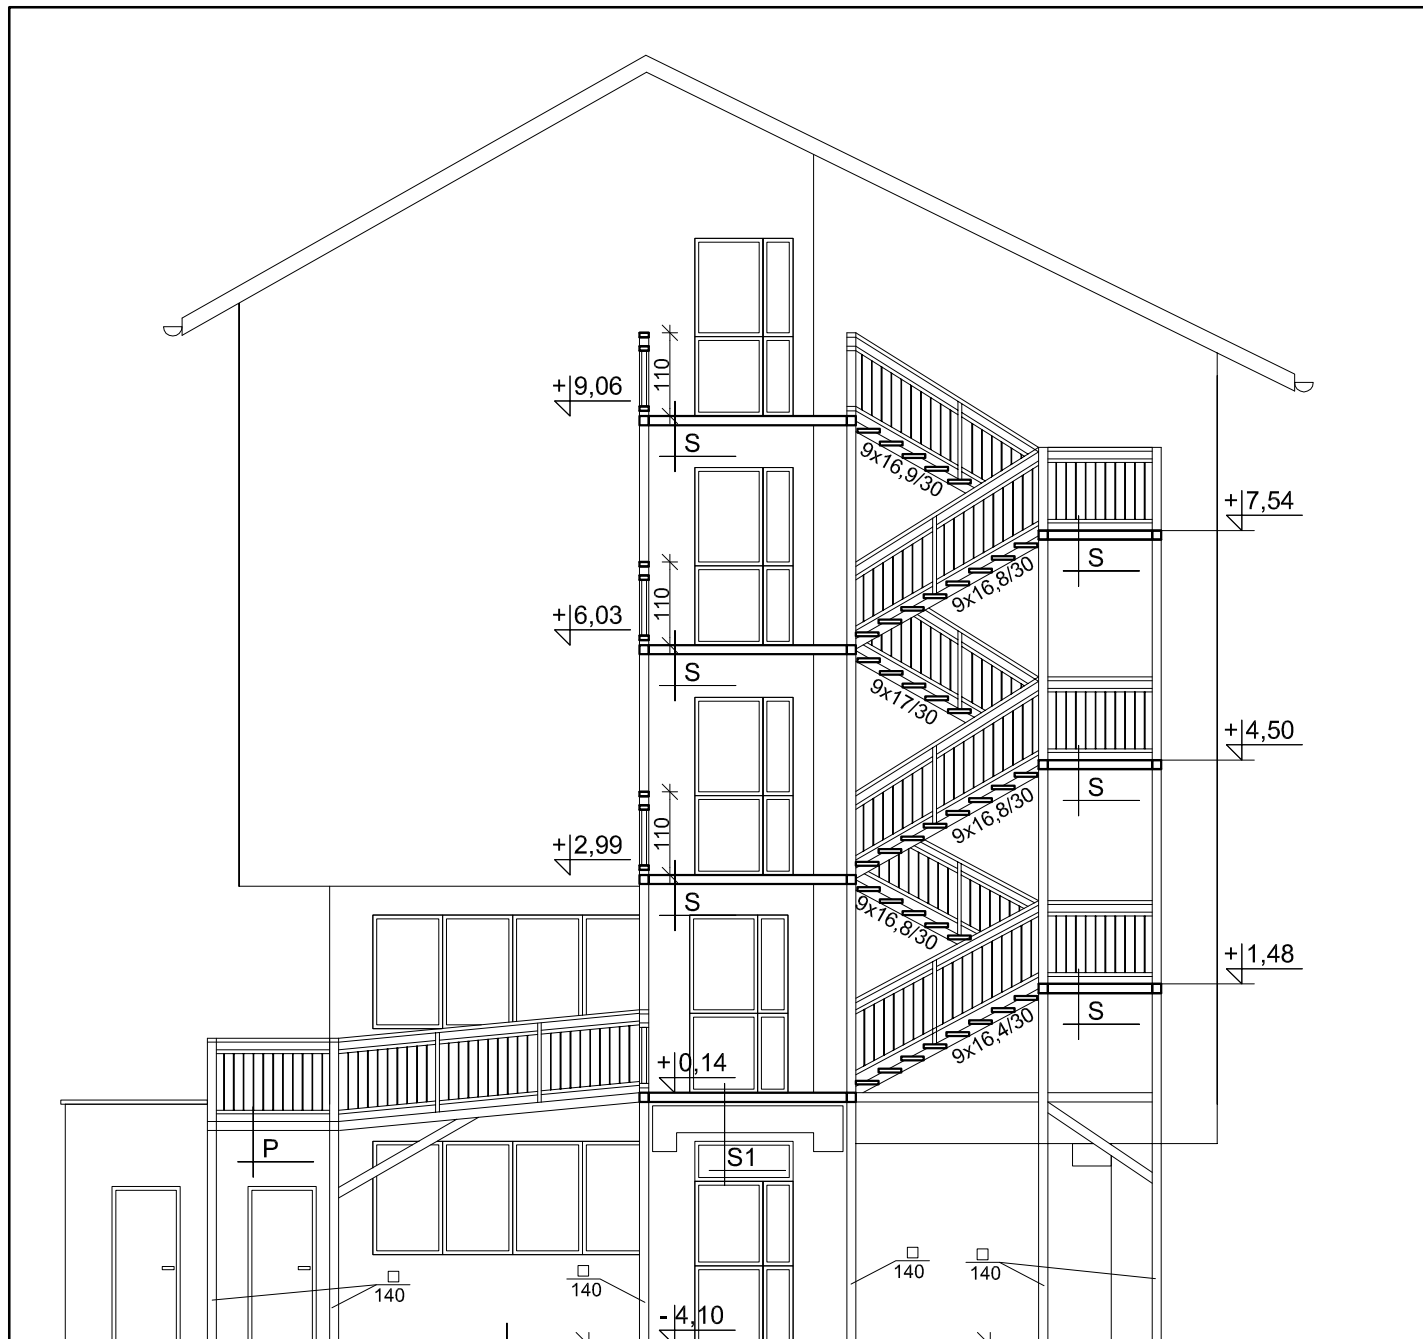 110
+9,06
S
9x16,9/30
+7,54
S
9x16,8/30
110
+6,03
S
9x17/30
+4,50
S
9x16,8/30
110
+2,99
S
9x16,8/30
+1,48
S
9x16,4/30
+0,14
P
S1
140
140
140
140
-4,10